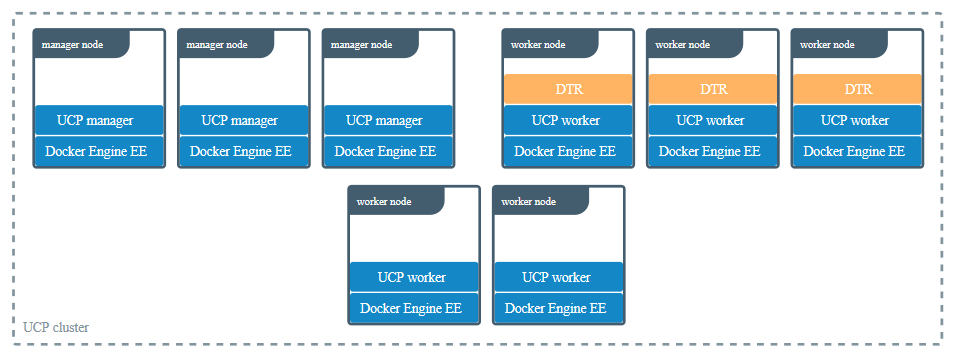 manager node
manager node
manager node
worker node
worker node
worker node
DTR
DTR
DTR
UCP manager
UCP manager
UCP manager
UCP worker
UCP worker
UCP worker
Docker Engine EE
Docker Engine EE
Docker Engine EE
Docker Engine EE
Docker Engine EE
Docker Engine EE
worker node
worker node
UCP worker
UCP worker
Docker Engine EE
Docker Engine EE
UCP cluster